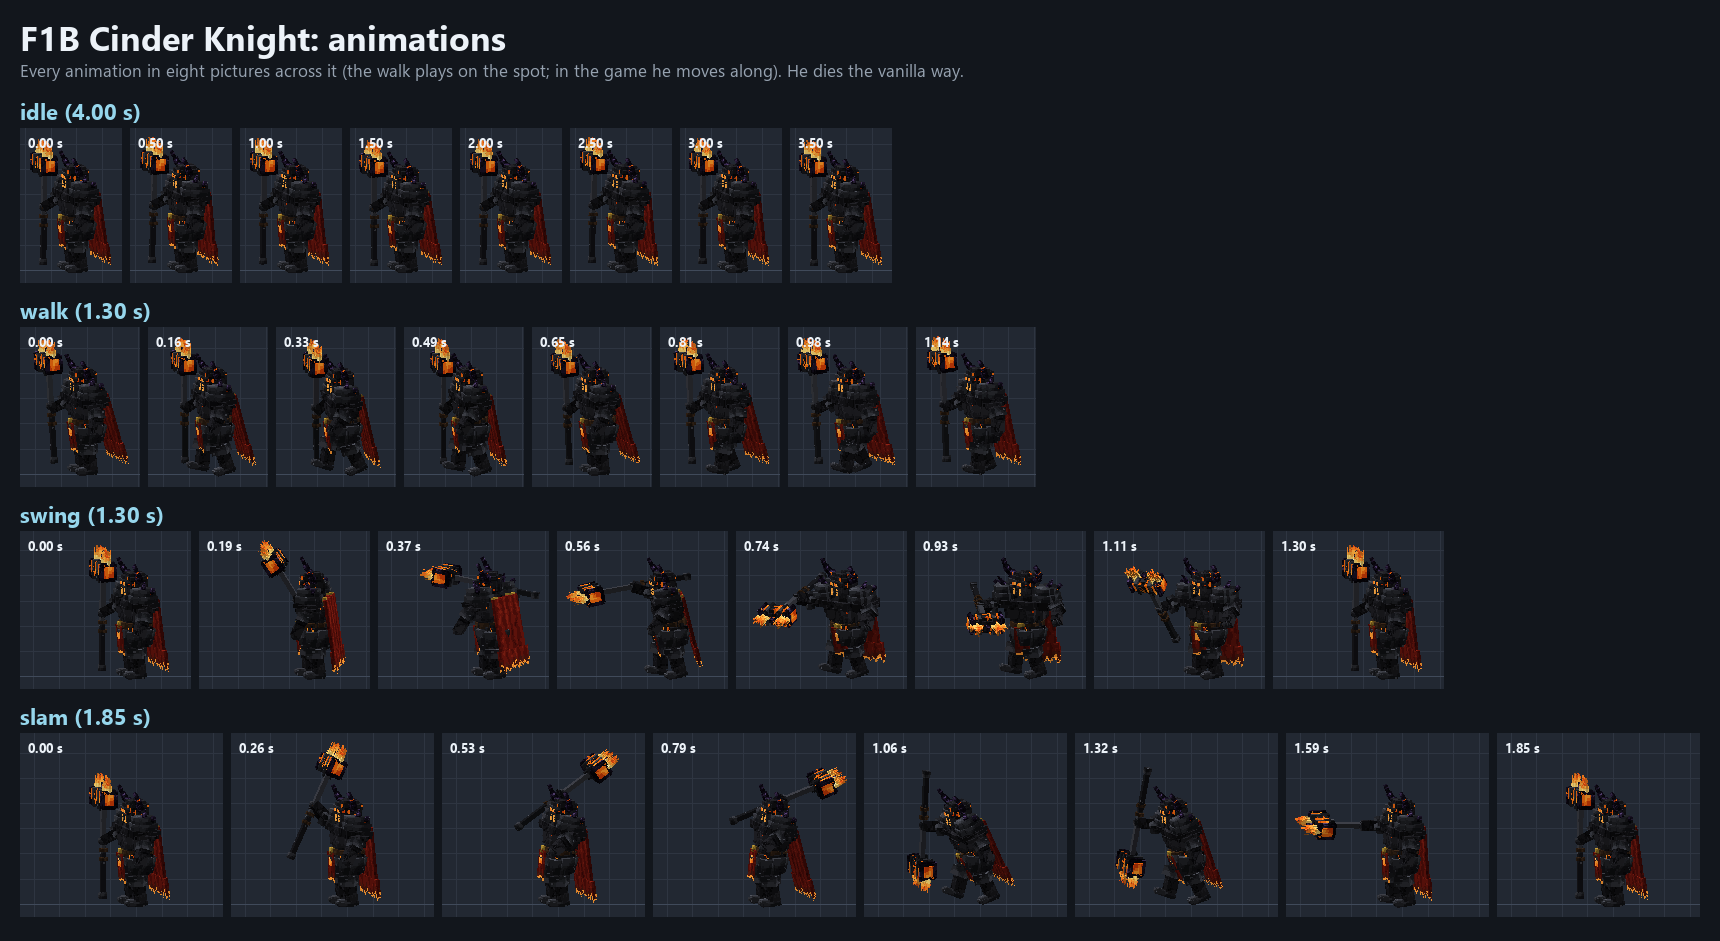 F1B Cinder Knight: animations
Every animation in eight pictures across it (the walk plays on the spot; in the game he moves along). He dies the vanilla way.
idle (4.00 s)
0.00 s 0.50 s 1.00 s 1.50 s 2.00 s 2.50 s 3.00 s 3.50 s
walk (1.30 s)
0.00 s 0.16 s 0.33 s 0.49 s 0.65 s 0.81 s 0.98 s 1.14 s
swing (1.30 s)
0.00 s 0.19 s 0.37 s 0.56 s 0.74 s 0.93 s 1.11 s 1.30 s
slam (1.85 s)
0.00 s 0.26 s 0.53 s 0.79 s 1.06 s 1.32 s 1.59 s 1.85 s